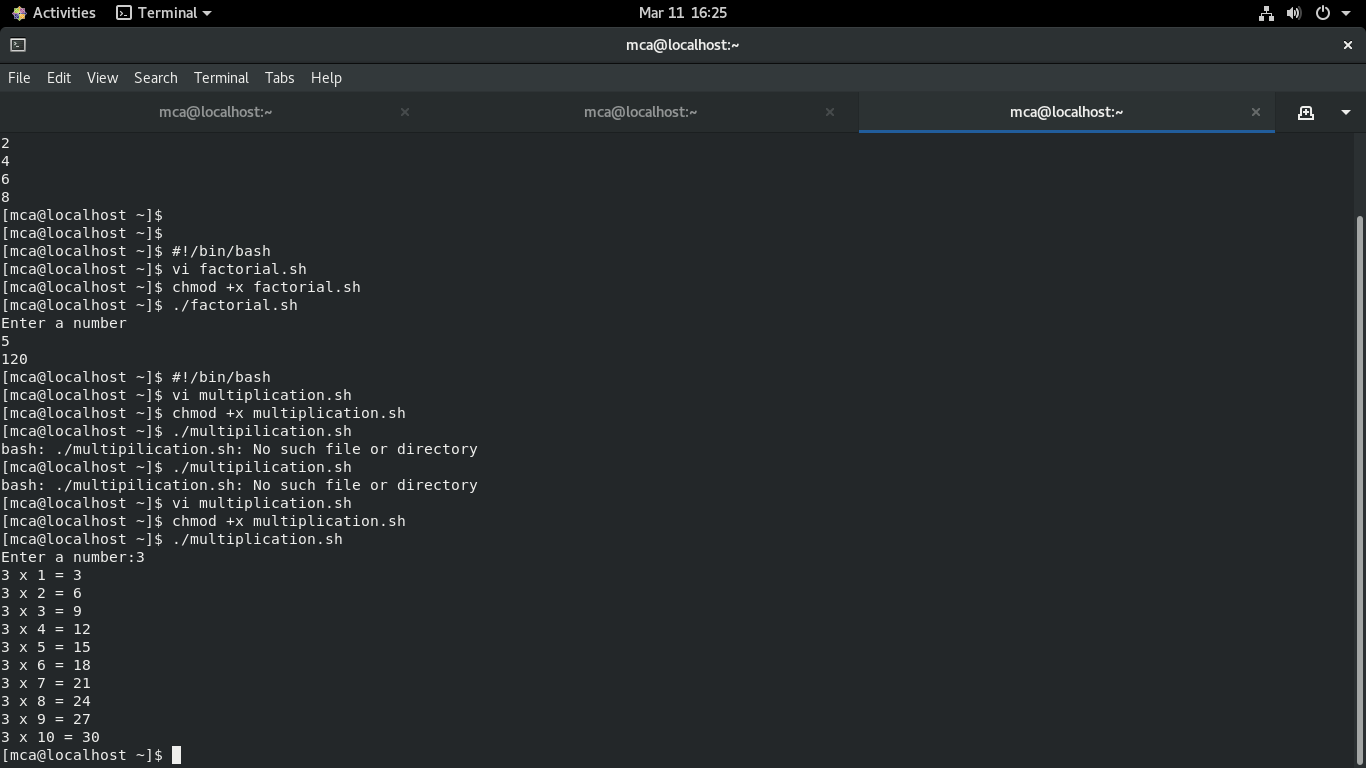 Activities Terminal Mar 11 16:25
mca@localhost:~
File Edit View Search Terminal Tabs Help
mca@localhost:~ mca@localhost:~ mca@localhost:~
2
4
6
8
[mca@localhost ~]$
[mca@localhost ~]$
[mca@localhost ~]$ #!/bin/bash
[mca@localhost ~]$ vi factorial.sh
[mca@localhost ~]$ chmod +x factorial.sh
[mca@localhost ~]$ ./factorial.sh
Enter a number
5
120
[mca@localhost ~]$ #!/bin/bash
[mca@localhost ~]$ vi multiplication.sh
[mca@localhost ~]$ chmod +x multiplication.sh
[mca@localhost ~]$ ./multipilication.sh
bash: ./multipilication.sh: No such file or directory
[mca@localhost ~]$ ./multipilication.sh
bash: ./multipilication.sh: No such file or directory
[mca@localhost ~]$ vi multiplication.sh
[mca@localhost ~]$ chmod +x multiplication.sh
[mca@localhost ~]$ ./multiplication.sh
Enter a number:3
3 x 1 = 3
3 x 2 = 6
3 x 3 = 9
3 x 4 = 12
3 x 5 = 15
3 x 6 = 18
3 x 7 = 21
3 x 8 = 24
3 x 9 = 27
3 x 10 = 30
[mca@localhost ~]$